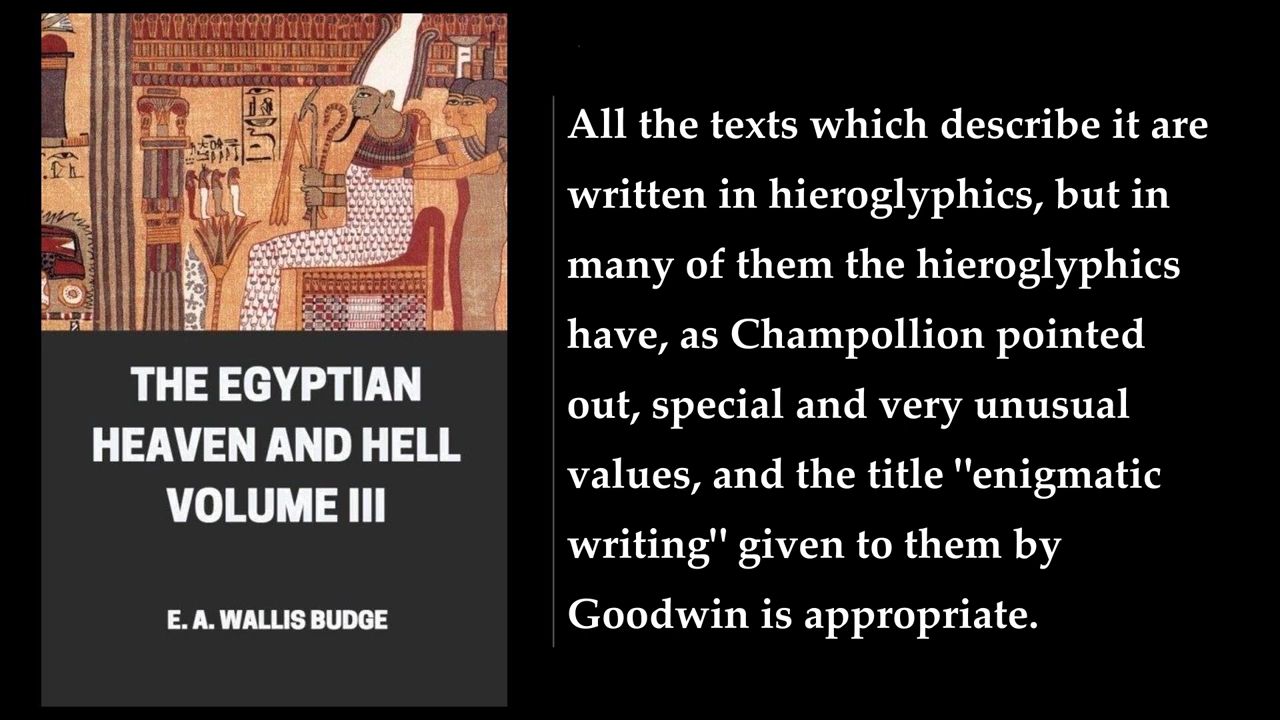 THE EGYPTIAN
HEAVEN AND HELL
VOLUME III
E. A. WALLIS BUDGE
All the texts which describe it are
written in hieroglyphics, but in
many of them the hieroglyphics
have, as Champollion pointed
out, special and very unusual
values, and the title "enigmatic
writing" given to them by
Goodwin is appropriate.